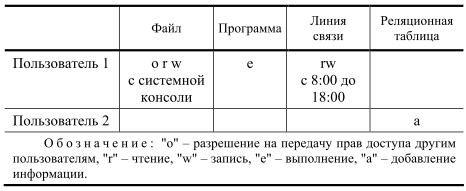 Файл Программа Линия связи Реляционная таблица
Пользователь 1 o r w с системной консоли e rw с 8:00 до 18:00
Пользователь 2 a
Обозначение: "o" – разрешение на передачу прав доступа другим
пользователям, "r" – чтение, "w" – запись, "e" – выполнение, "a" – добавление
информации.